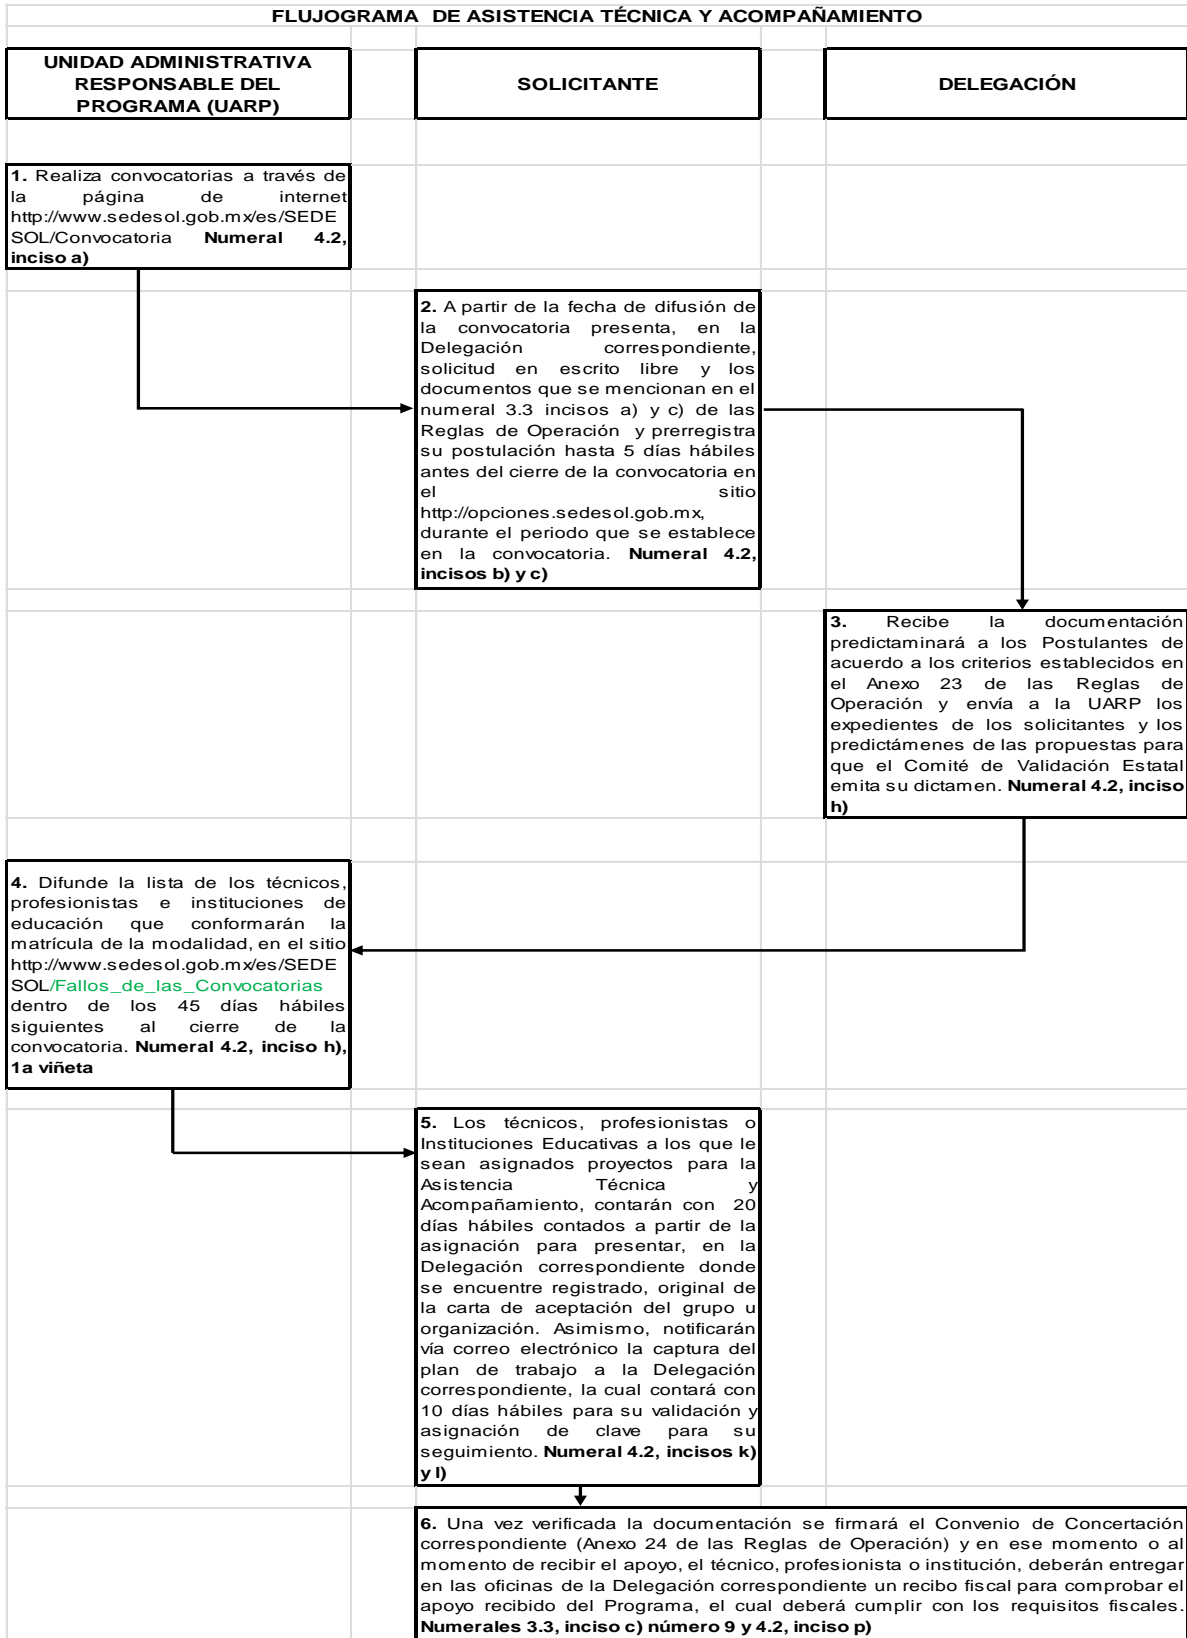 FLUJOGRAMA DE ASISTENCIA TÉCNICA Y ACOMPAÑAMIENTO
UNIDAD ADMINISTRATIVA
RESPONSABLE DEL
PROGRAMA (UARP)
SOLICITANTE
DELEGACIÓN
1. Realiza convocatorias a través de
la página de internet
http://www.sedesol.gob.mx/es/SEDE
SOL/Convocatoria Numeral 4.2,
inciso a)
2. A partir de la fecha de difusión de
la convocatoria presenta, en la
Delegación correspondiente,
solicitud en escrito libre y los
documentos que se mencionan en el
numeral 3.3 incisos a) y c) de las
Reglas de Operación y prerregistra
su postulación hasta 5 días hábiles
antes del cierre de la convocatoria en
el sitio
http://opciones.sedesol.gob.mx,
durante el periodo que se establece
en la convocatoria. Numeral 4.2,
incisos b) y c)
3. Recibe la documentación
predictaminará a los Postulantes de
acuerdo a los criterios establecidos en
el Anexo 23 de las Reglas de
Operación y envía a la UARP los
expedientes de los solicitantes y los
predictámenes de las propuestas para
que el Comité de Validación Estatal
emita su dictamen. Numeral 4.2, inciso
h)
4. Difunde la lista de los técnicos,
profesionistas e instituciones de
educación que conformarán la
matrícula de la modalidad, en el sitio
http://www.sedesol.gob.mx/es/SEDE
SOL/Fallos_de_las_Convocatorias
dentro de los 45 días hábiles
siguientes al cierre de la
convocatoria. Numeral 4.2, inciso h),
1a viñeta
5. Los técnicos, profesionistas o
Instituciones Educativas a los que le
sean asignados proyectos para la
Asistencia Técnica y
Acompañamiento, contarán con 20
días hábiles contados a partir de la
asignación para presentar, en la
Delegación correspondiente donde
se encuentre registrado, original de
la carta de aceptación del grupo u
organización. Asimismo, notificarán
vía correo electrónico la captura del
plan de trabajo a la Delegación
correspondiente, la cual contará con
10 días hábiles para su validación y
asignación de clave para su
seguimiento. Numeral 4.2, incisos k)
y l)
6. Una vez verificada la documentación se firmará el Convenio de Concertación
correspondiente (Anexo 24 de las Reglas de Operación) y en ese momento o al
momento de recibir el apoyo, el técnico, profesionista o institución, deberán entregar
en las oficinas de la Delegación correspondiente un recibo fiscal para comprobar el
apoyo recibido del Programa, el cual deberá cumplir con los requisitos fiscales.
Numerales 3.3, inciso c) número 9 y 4.2, inciso p)